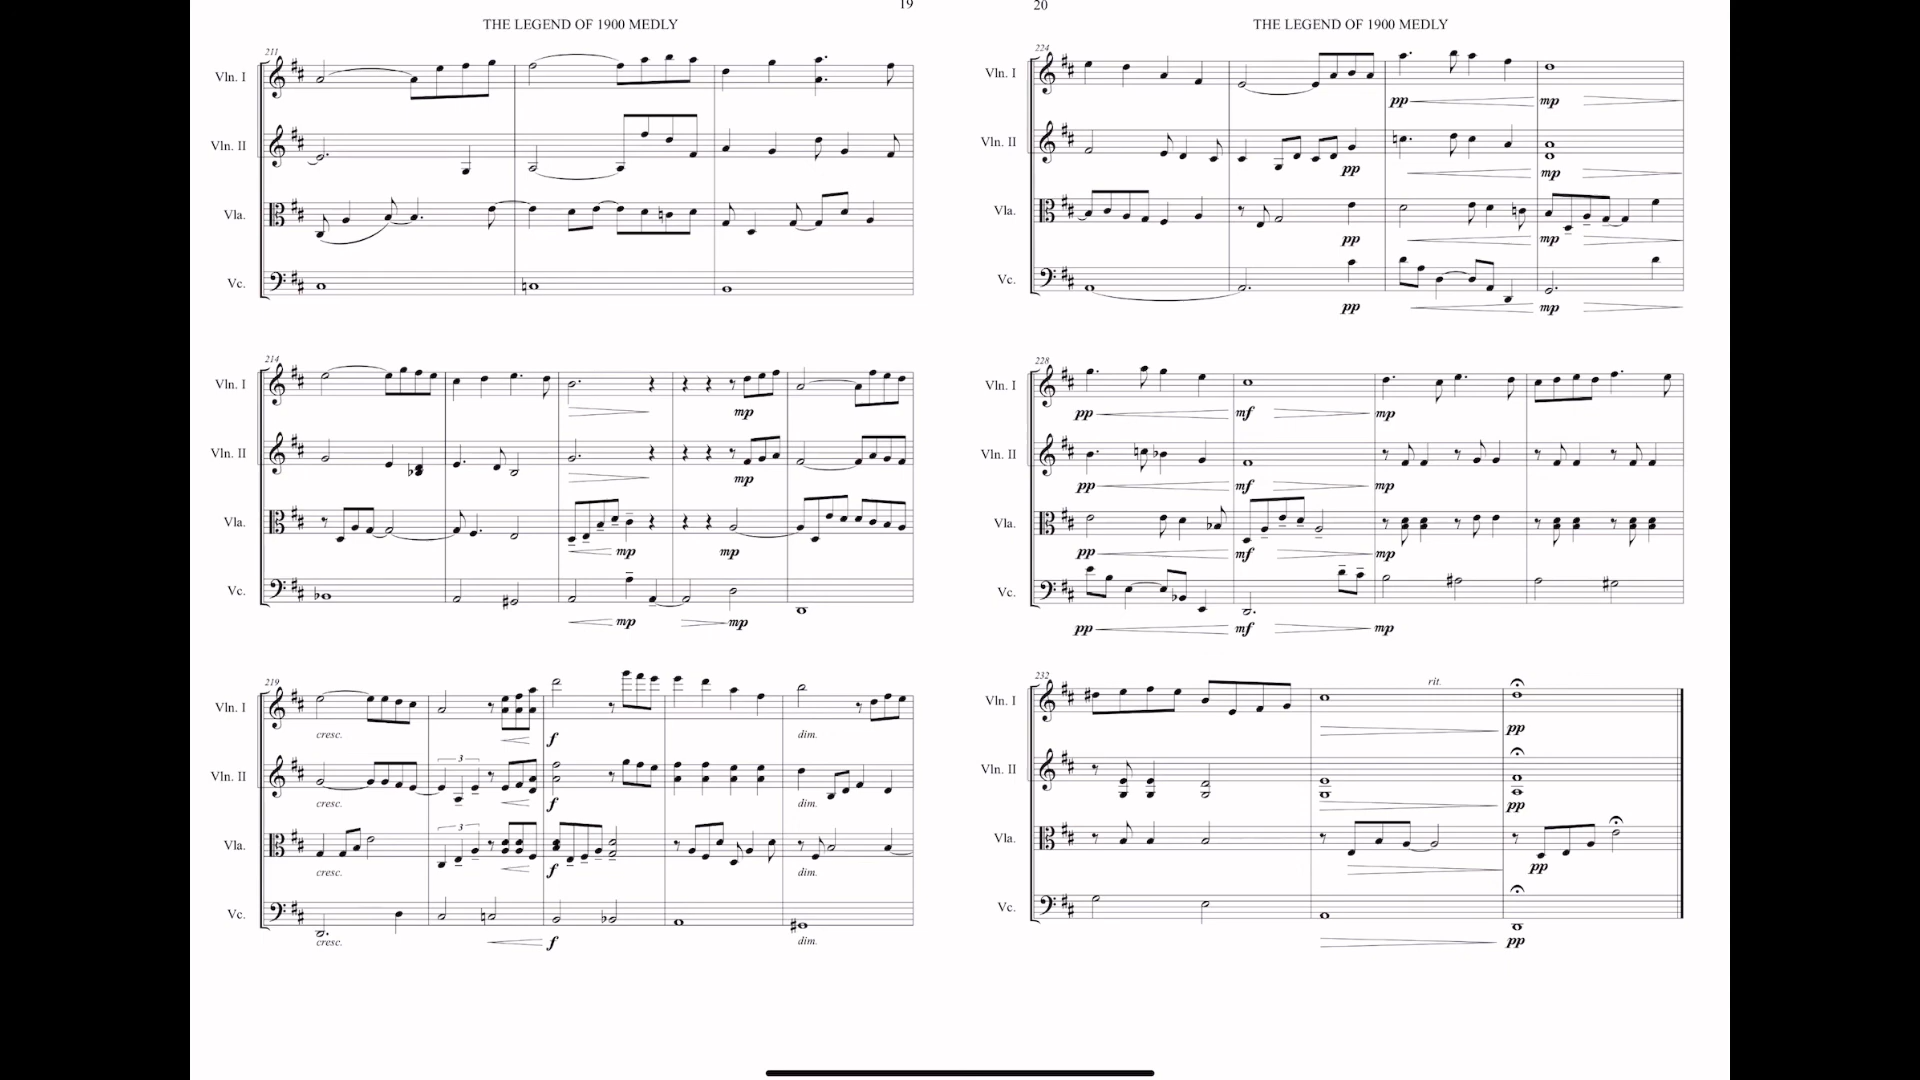 19
THE LEGEND OF 1900 MEDLY
211
Vln. I
Vln. II
Vla.
Vc.
214
Vln. I
mp
Vln. II
mp
Vla.
mp mp
Vc.
mp mp
219
Vln. I
cresc. f dim.
3
Vln. II
cresc. f dim.
3
Vla.
cresc. f dim.
Vc.
cresc. f dim.
20
THE LEGEND OF 1900 MEDLY
224
Vln. I
pp mp
Vln. II
pp mp
Vla.
pp mp
Vc.
pp mp
228
Vln. I
pp mf mp
Vln. II
pp mf mp
Vla.
pp mf mp
Vc.
pp mf mp
232
rit.
Vln. I
pp
Vln. II
pp
Vla.
pp
Vc.
pp